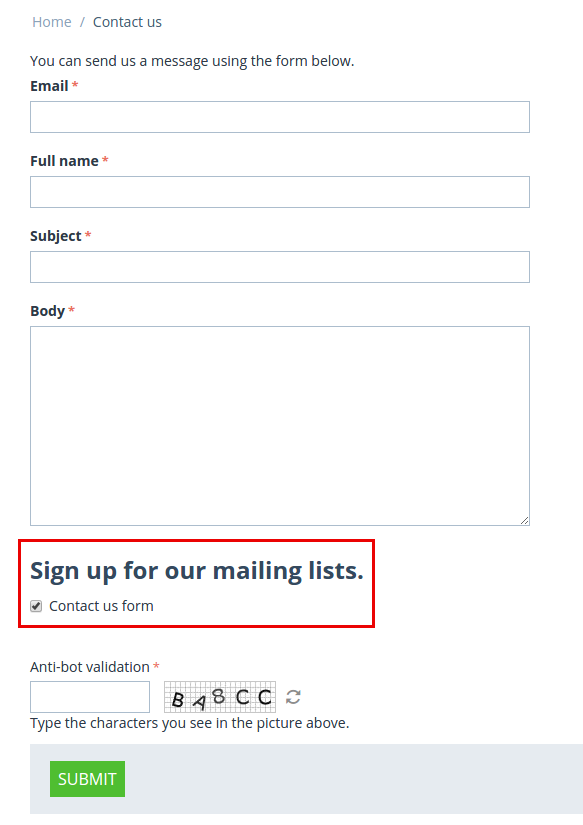 Home / Contact us
You can send us a message using the form below.
Email *
Full name *
Subject *
Body *
Sign up for our mailing lists.
Contact us form
Anti-bot validation *
BA8CC
Type the characters you see in the picture above.
SUBMIT